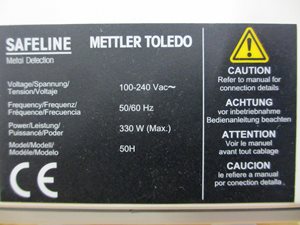 SAFELINE METTLER TOLEDO
Metal Detection
Voltage/Spannung/ 100-240 Vac~
Tension/Voltaje
Frequency/Frequenz/ 50/60 Hz
Fréquence/Frecuencia
Power/Leistung/ 330 W (Max.)
Puissance/Poder
Model/Modell/ 50H
Modèle/Modelo
CE
CAUTION
Refer to manual for
connection details
ACHTUNG
vor inbetriebnahme
Bedienanleitung beachten
ATTENTION
Voir le manuel
avant tout cablage
CAUCION
le refiere a manual
por conection details